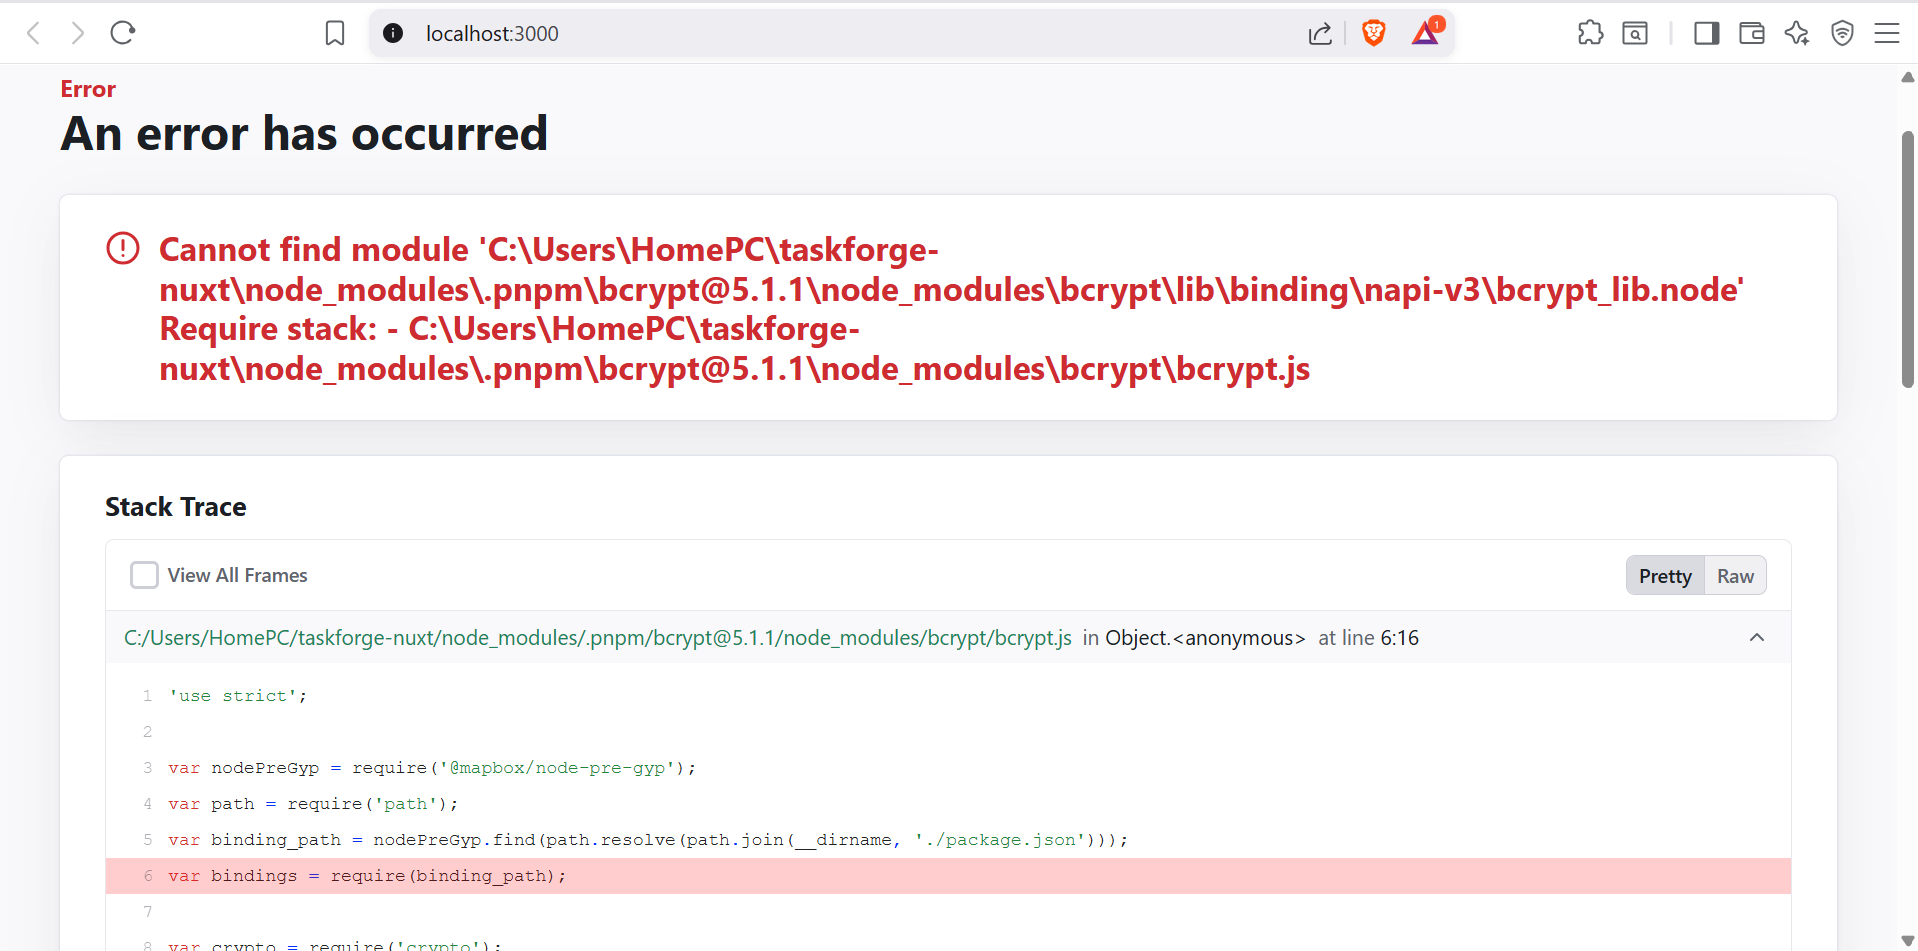 localhost:3000
1
Error
An error has occurred
Cannot find module 'C:\Users\HomePC\taskforge-
nuxt\node_modules\.pnpm\bcrypt@5.1.1\node_modules\bcrypt\lib\binding\napi-v3\bcrypt_lib.node'
Require stack: - C:\Users\HomePC\taskforge-
nuxt\node_modules\.pnpm\bcrypt@5.1.1\node_modules\bcrypt\bcrypt.js
Stack Trace
View All Frames
Pretty Raw
C:/Users/HomePC/taskforge-nuxt/node_modules/.pnpm/bcrypt@5.1.1/node_modules/bcrypt/bcrypt.js in Object.<anonymous> at line 6:16
1 'use strict';
2
3 var nodePreGyp = require('@mapbox/node-pre-gyp');
4 var path = require('path');
5 var binding_path = nodePreGyp.find(path.resolve(path.join(__dirname, './package.json')));
6 var bindings = require(binding_path);
7
8 var crypto = require('crypto');